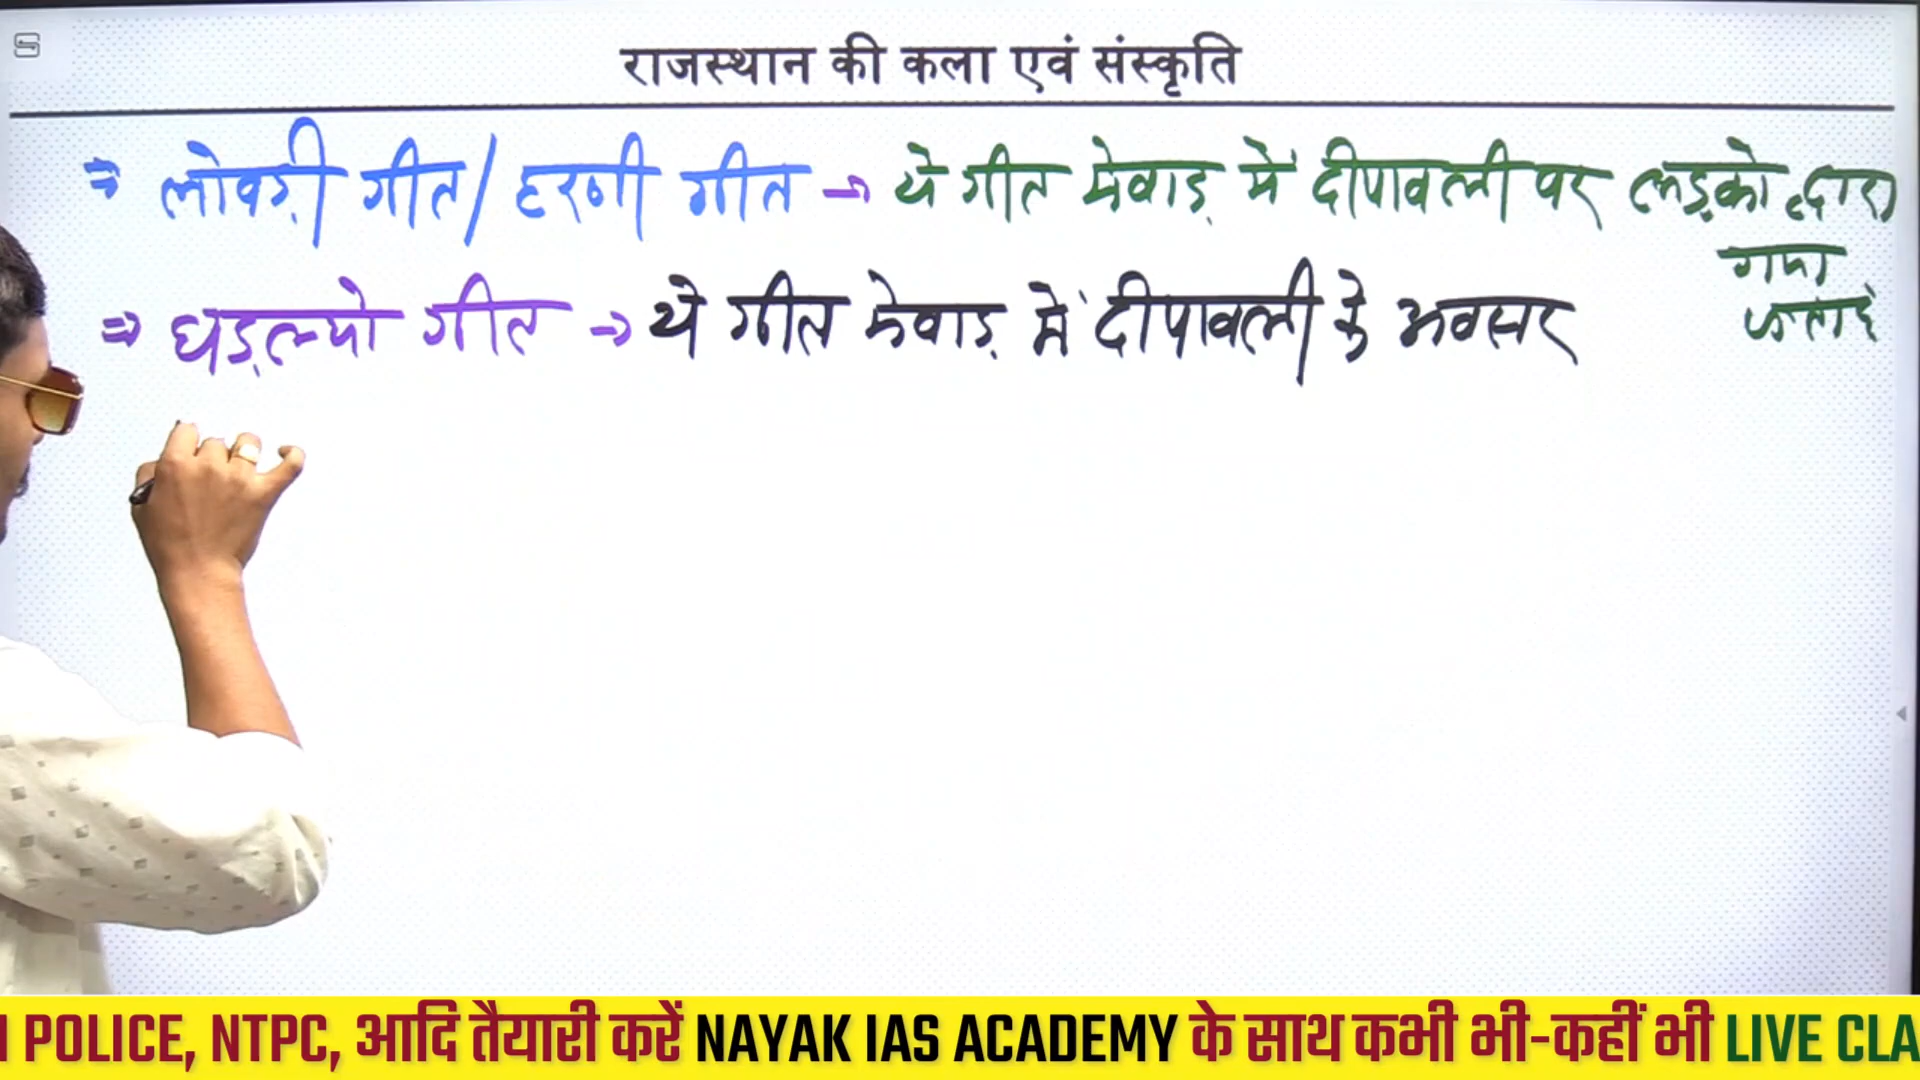 राजस्थान की कला एवं संस्कृति
⇒ लोवड़ी गीत/ हरणी गीत → ये गीत मेवाड़ में दीपावली पर लड़को द्वारा
गाया
जाता है
⇒ घड़ल्यो गीत → ये गीत मेवाड़ में दीपावली के अवसर
POLICE, NTPC, आदि तैयारी करें NAYAK IAS ACADEMY के साथ कभी भी-कहीं भी LIVE CLA